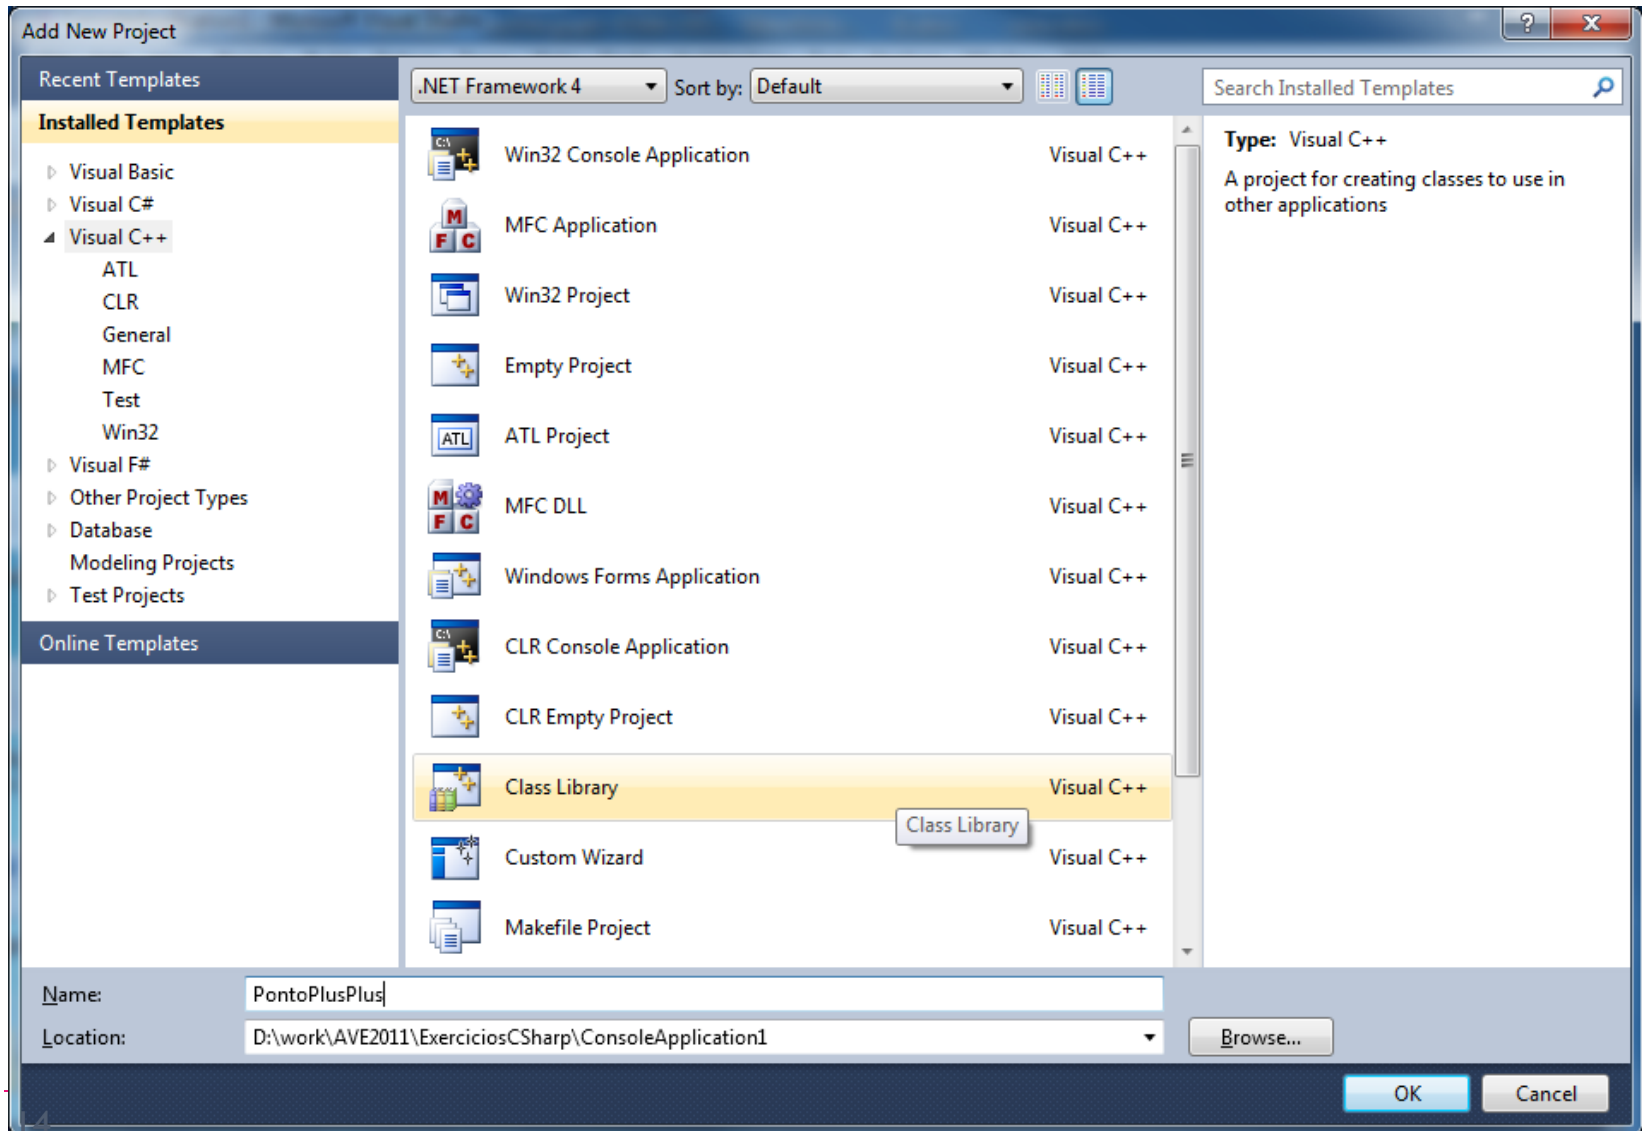 Add New Project
Recent Templates
Installed Templates
Visual Basic
Visual C#
Visual C++
ATL
CLR
General
MFC
Test
Win32
Visual F#
Other Project Types
Database
Modeling Projects
Test Projects
Online Templates
.NET Framework 4 Sort by: Default
Win32 Console Application Visual C++
MFC Application Visual C++
Win32 Project Visual C++
Empty Project Visual C++
ATL Project Visual C++
MFC DLL Visual C++
Windows Forms Application Visual C++
CLR Console Application Visual C++
CLR Empty Project Visual C++
Class Library Visual C++
Class Library
Custom Wizard Visual C++
Makefile Project Visual C++
Search Installed Templates
Type: Visual C++
A project for creating classes to use in
other applications
Name: PontoPlusPlus
Location: D:\work\AVE2011\ExerciciosCSharp\ConsoleApplication1
Browse...
OK Cancel